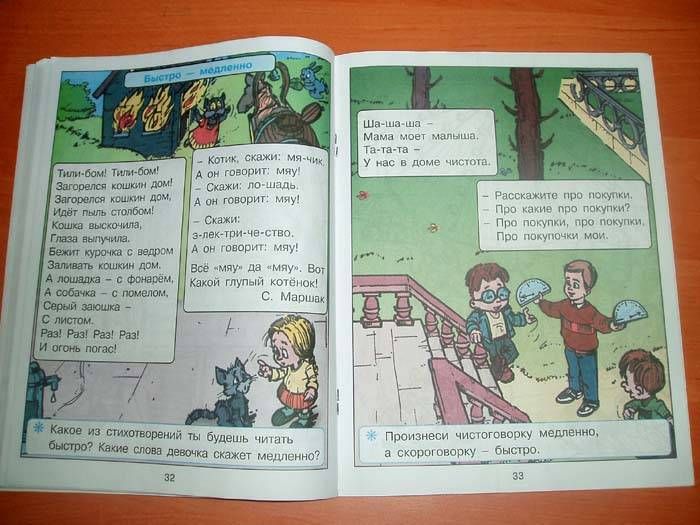 Быстро — медленно
Тили-бом! Тили-бом!
Загорелся кошкин дом!
Загорелся кошкин дом,
Идёт пыль столбом!
Кошка выскочила,
Глаза выпучила.
Бежит курочка с ведром
Заливать кошкин дом.
А лошадка – с фонарём,
А собачка – с помелом,
Серый заюшка –
С листом.
Раз! Раз! Раз! Раз!
И огонь погас!
– Котик, скажи: мя-чик.
А он говорит: мяу!
– Скажи: ло-шадь.
А он говорит: мяу!
– Скажи:
э-лек-три-че-ство.
А он говорит: мяу!
Всё «мяу» да «мяу». Вот
Какой глупый котёнок!
С. Маршак
Какое из стихотворений ты будешь читать
быстро? Какие слова девочка скажет медленно?
32
Ша-ша-ша –
Мама моет малыша.
Та-та-та –
У нас в доме чистота.
– Расскажите про покупки.
– Про какие про покупки?
– Про покупки, про покупки,
Про покупочки мои.
Произнеси чистоговорку медленно,
а скороговорку – быстро.
33